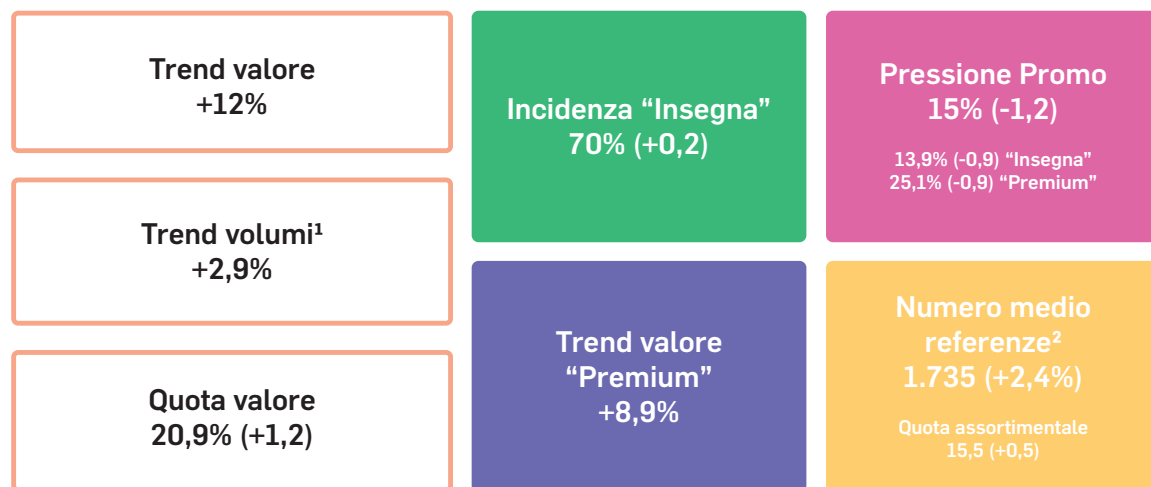 Trend valore
+12%
Trend volumi¹
+2,9%
Quota valore
20,9% (+1,2)
Incidenza “Insegna”
70% (+0,2)
Trend valore
“Premium”
+8,9%
Pressione Promo
15% (-1,2)
13,9% (-0,9) “Insegna”
25,1% (-0,9) “Premium”
Numero medio
referenze²
1.735 (+2,4%)
Quota assortimentale
15,5 (+0,5)